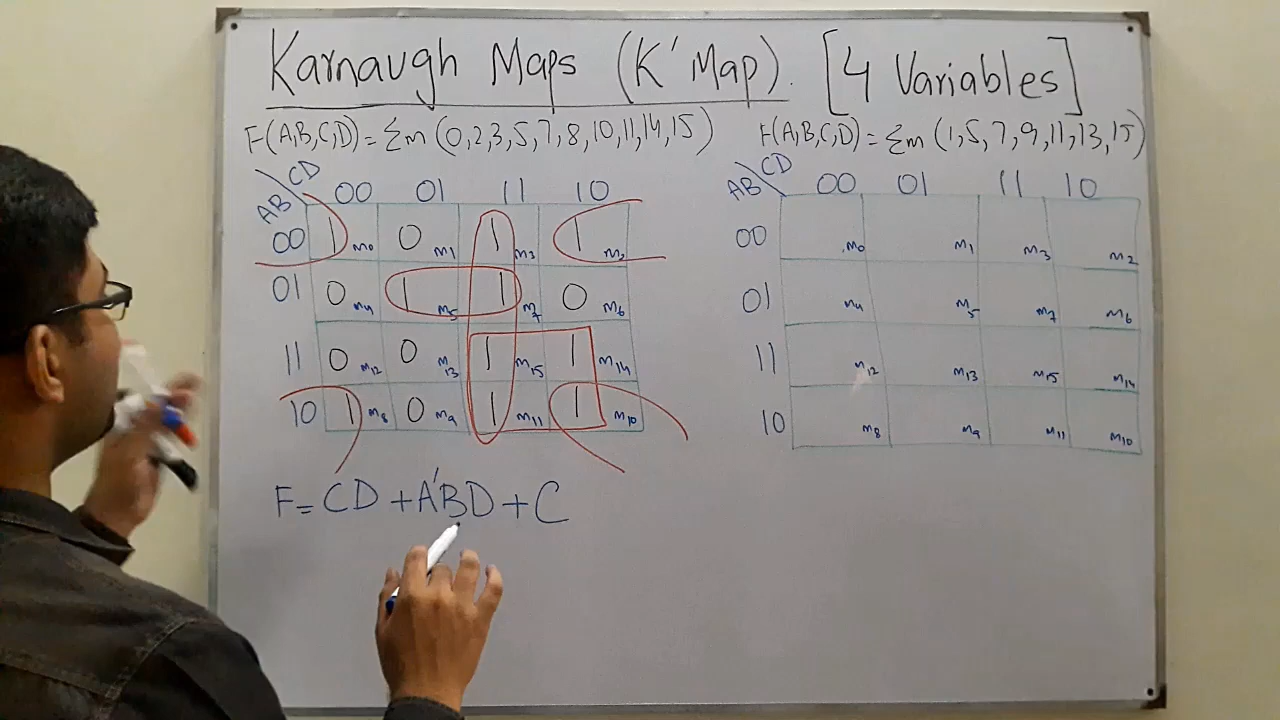 Karnaugh Maps (K' Map). [4 Variables]
F(A,B,C,D) = Σm (0,2,3,5,7,8,10,11,14,15)
AB CD 00 01 11 10
00 1 m0 0 m1 1 m3 1 m2
01 0 m4 1 m5 1 m7 0 m6
11 0 m12 0 m13 1 m15 1 m14
10 1 m8 0 m9 1 m11 1 m10
F = CD + A'BD + C
F(A,B,C,D) = Σm (1,5,7,9,11,13,15)
AB CD 00 01 11 10
00 m0 m1 m3 m2
01 m4 m5 m7 m6
11 m12 m13 m15 m14
10 m8 m9 m11 m10